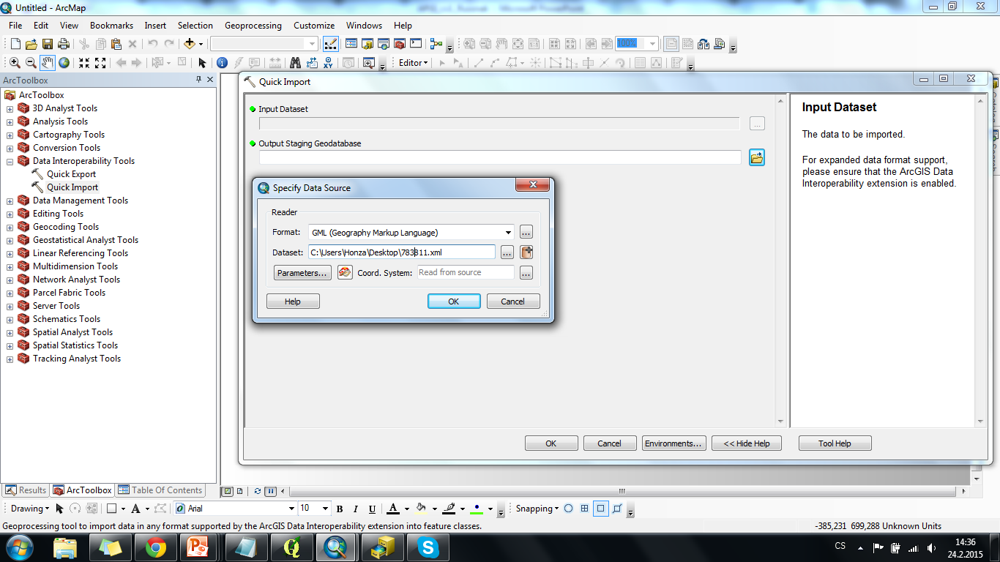 Untitled - ArcMap
File Edit View Bookmarks Insert Selection Geoprocessing Customize Windows Help
100%
Editor
ArcToolbox
ArcToolbox
3D Analyst Tools
Analysis Tools
Cartography Tools
Conversion Tools
Data Interoperability Tools
Quick Export
Quick Import
Data Management Tools
Editing Tools
Geocoding Tools
Geostatistical Analyst Tools
Linear Referencing Tools
Multidimension Tools
Network Analyst Tools
Parcel Fabric Tools
Server Tools
Schematics Tools
Spatial Analyst Tools
Spatial Statistics Tools
Tracking Analyst Tools
Results ArcToolbox Table Of Contents
Quick Import
Input Dataset
...
Output Staging Geodatabase
Specify Data Source
Reader
Format: GML (Geography Markup Language) ...
Dataset: C:\Users\Honza\Desktop\783811.xml ...
Parameters... Coord. System: Read from source ...
Help OK Cancel
OK Cancel Environments... << Hide Help Tool Help
Input Dataset
The data to be imported.
For expanded data format support,
please ensure that the ArcGIS Data
Interoperability extension is enabled.
Drawing A Arial 10 B I U A Snapping
Geoprocessing tool to import data in any format supported by the ArcGIS Data Interoperability extension into feature classes.
-385,231 699,288 Unknown Units
CS
14:36
24.2.2015